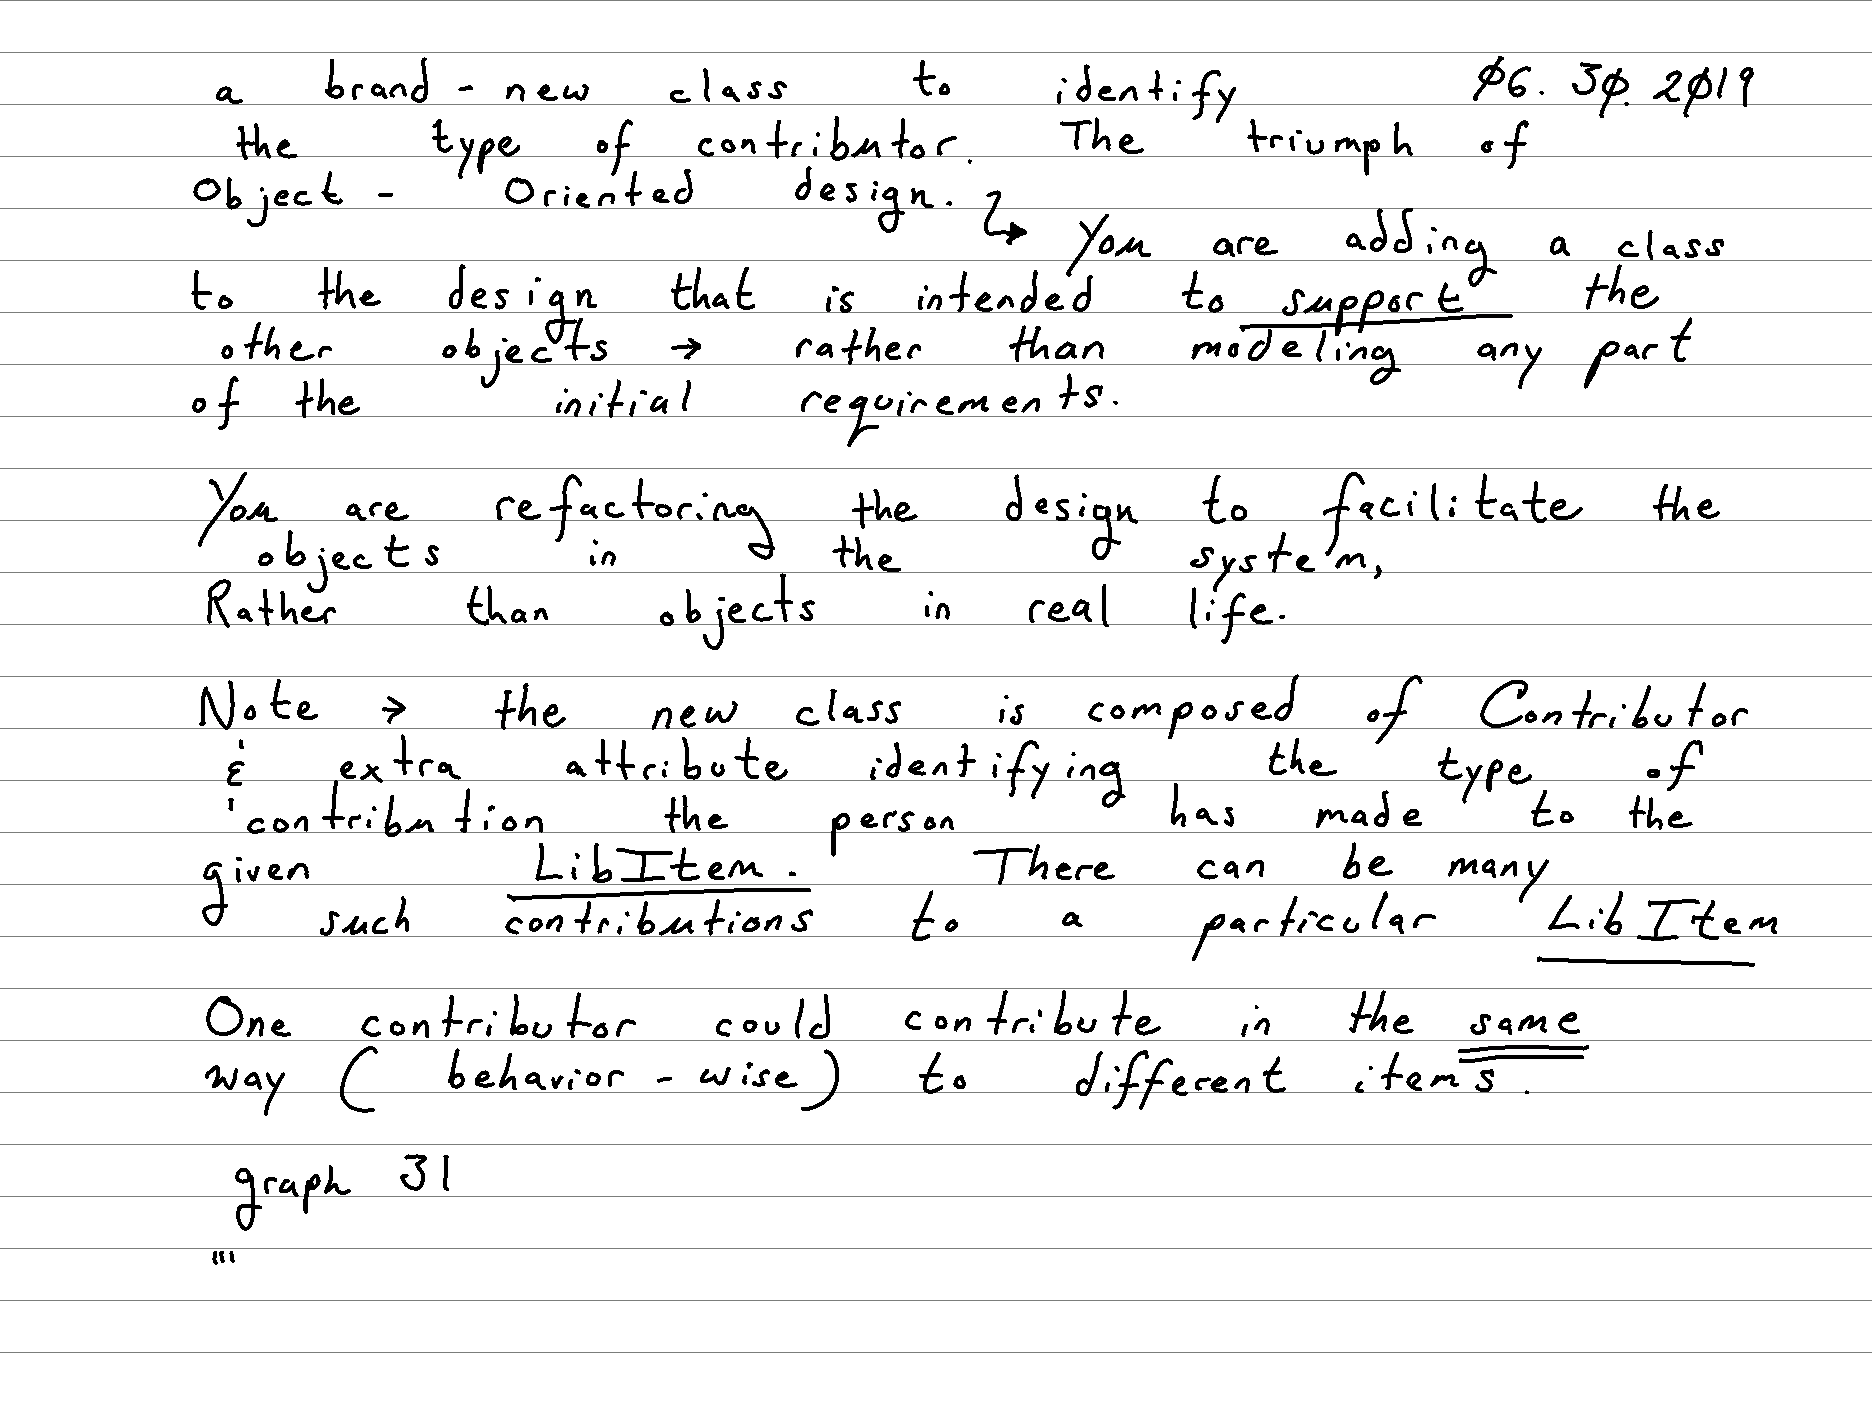 a brand-new class to identify 06.30.2019
the type of contributor. The triumph of
Object- Oriented design.
↳ You are adding a class
to the design that is intended to support the
other objects → rather than modeling any part
of the initial requirements.
You are refactoring the design to facilitate the
objects in the system,
Rather than objects in real life.
Note → the new class is composed of Contributor
& extra attribute identifying the type of
contribution the person has made to the
given LibItem. There can be many
such contributions to a particular LibItem
One contributor could contribute in the same
way (behavior-wise) to different items.
graph 31
""